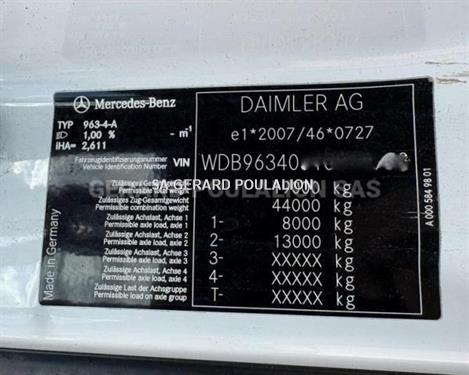 Mercedes-Benz
DAIMLER AG
TYP 963-4-A
1,00 % - m-1
iHA= 2,611
e1*2007/46*0727
Fahrzeugidentifizierungsnummer
Vehicle Identification Number VIN WDB96340
Zulässiges Gesamtgewicht
Permissible total weight kg
SA GERARD POULALION
Zulässiges Zug-Gesamtgewicht
Permissible combination weight 44000 kg
Zulässige Achslast, Achse 1
Permissible axle load, axle 1 1- 8000 kg
Zulässige Achslast, Achse 2
Permissible axle load, axle 2 2- 13000 kg
Zulässige Achslast, Achse 3
Permissible axle load, axle 3 3- XXXXX kg
Zulässige Achslast, Achse 4
Permissible axle load, axle 4 4- XXXXX kg
Zulässige Last der Achsgruppe
Permissible load on axle group T- XXXXX kg
Made in Germany
A 000 584 98 01